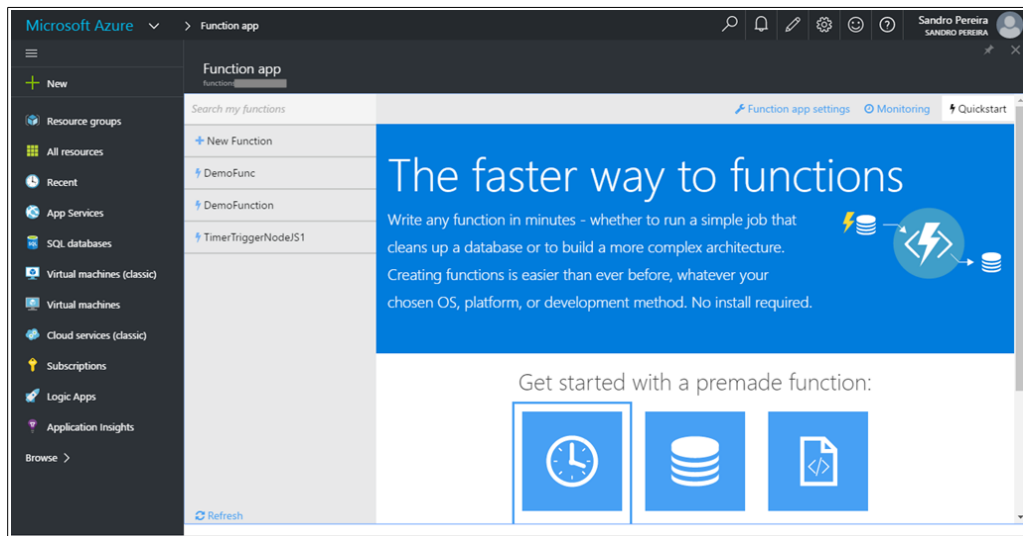 Microsoft Azure
Function app
Sandro Pereira
SANDRO PEREIRA
Function app
functions
New
Resource groups
All resources
Recent
App Services
SQL databases
Virtual machines (classic)
Virtual machines
Cloud services (classic)
Subscriptions
Logic Apps
Application Insights
Browse >
Search my functions
New Function
DemoFunc
DemoFunction
TimerTriggerNodeJS1
Refresh
Function app settings
Monitoring
Quickstart
The faster way to functions
Write any function in minutes - whether to run a simple job that
cleans up a database or to build a more complex architecture.
Creating functions is easier than ever before, whatever your
chosen OS, platform, or development method. No install required.
Get started with a premade function: